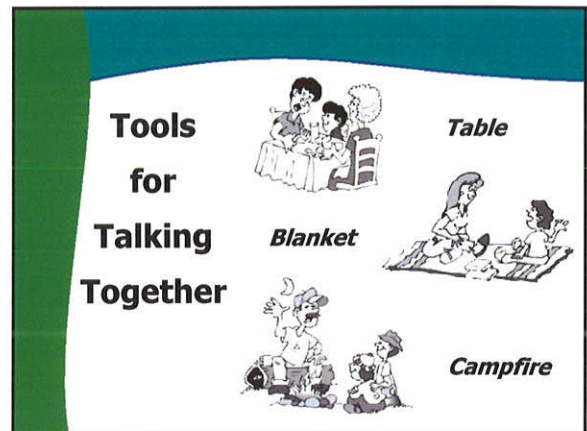 Tools
for
Talking
Together
Table
Blanket
Campfire